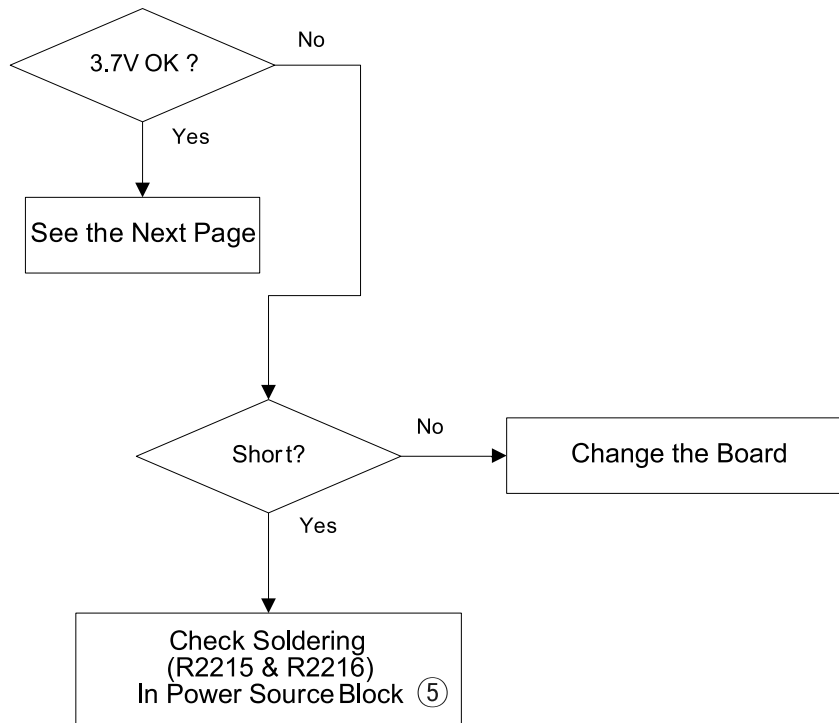 3.7V OK ?
No
Yes
See the Next Page
Short?
No
Change the Board
Yes
Check Soldering
(R2215 & R2216)
In Power Source Block ⑤